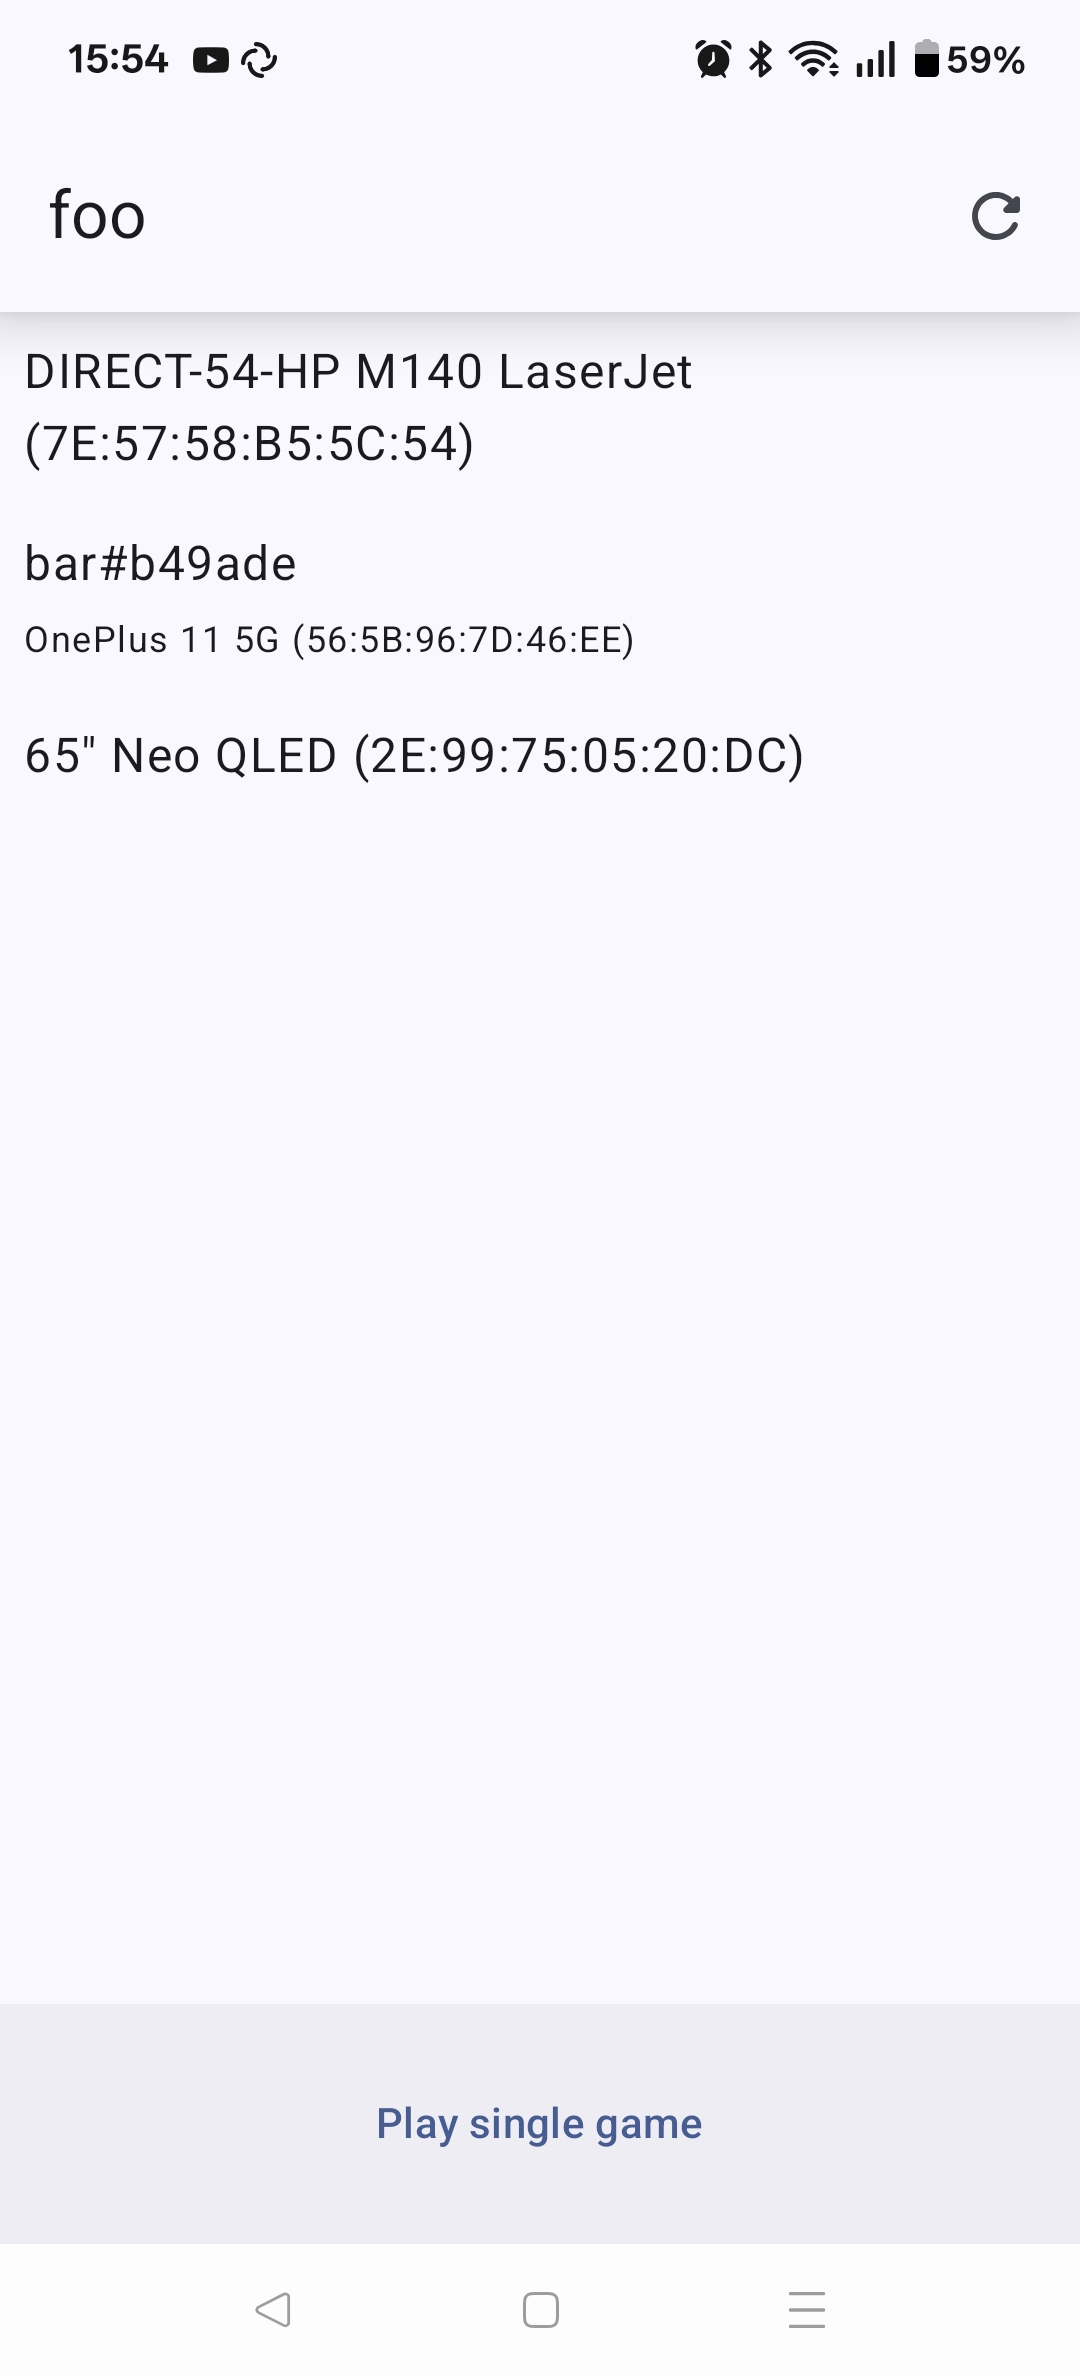 15:54
59%
foo
DIRECT-54-HP M140 LaserJet
(7E:57:58:B5:5C:54)
bar#b49ade
OnePlus 11 5G (56:5B:96:7D:46:EE)
65" Neo QLED (2E:99:75:05:20:DC)
Play single game